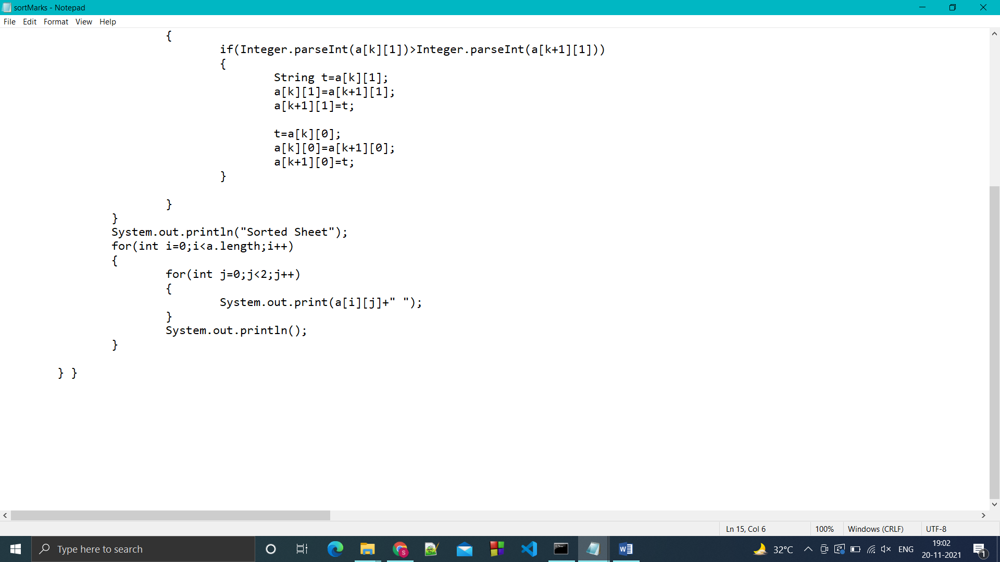 sortMarks - Notepad
File Edit Format View Help
{
if(Integer.parseInt(a[k][1])>Integer.parseInt(a[k+1][1]))
{
String t=a[k][1];
a[k][1]=a[k+1][1];
a[k+1][1]=t;
t=a[k][0];
a[k][0]=a[k+1][0];
a[k+1][0]=t;
}
}
}
System.out.println("Sorted Sheet");
for(int i=0;i<a.length;i++)
{
for(int j=0;j<2;j++)
{
System.out.print(a[i][j]+" ");
}
System.out.println();
}
} }
Ln 15, Col 6 100% Windows (CRLF) UTF-8
Type here to search
S
32°C ENG
19:02
20-11-2021
1